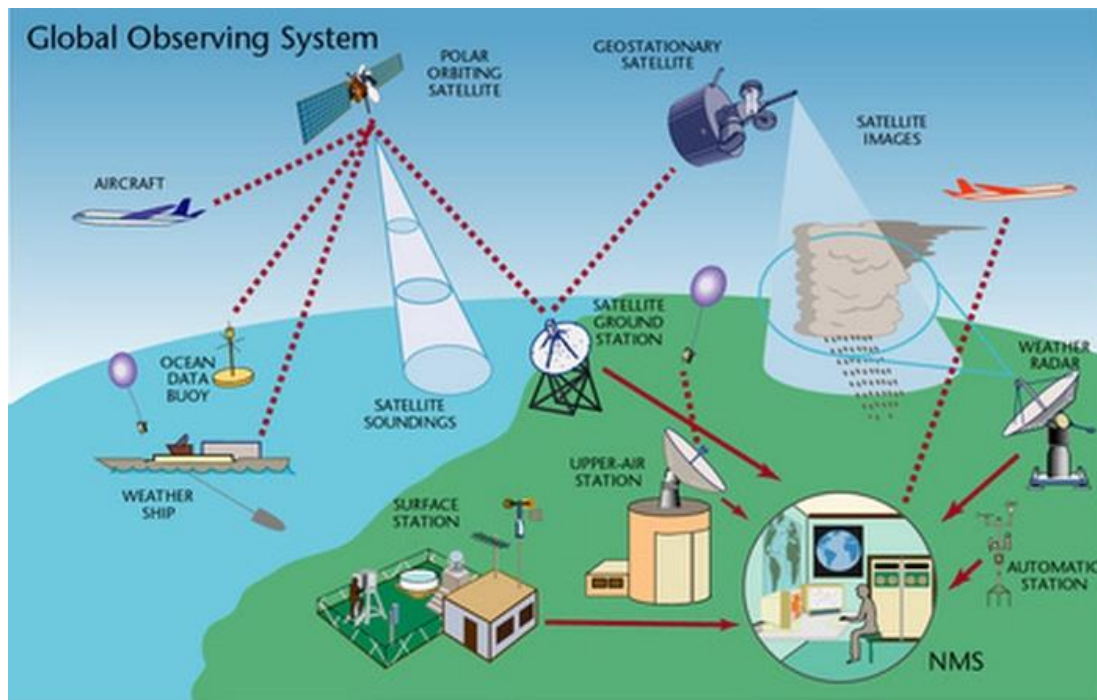 Global Observing System
POLAR
ORBITING
SATELLITE
GEOSTATIONARY
SATELLITE
SATELLITE
IMAGES
AIRCRAFT
SATELLITE
GROUND
STATION
OCEAN
DATA
BUOY
WEATHER
RADAR
SATELLITE
SOUNDINGS
UPPER-AIR
STATION
WEATHER
SHIP
SURFACE
STATION
AUTOMATIC
STATION
NMS